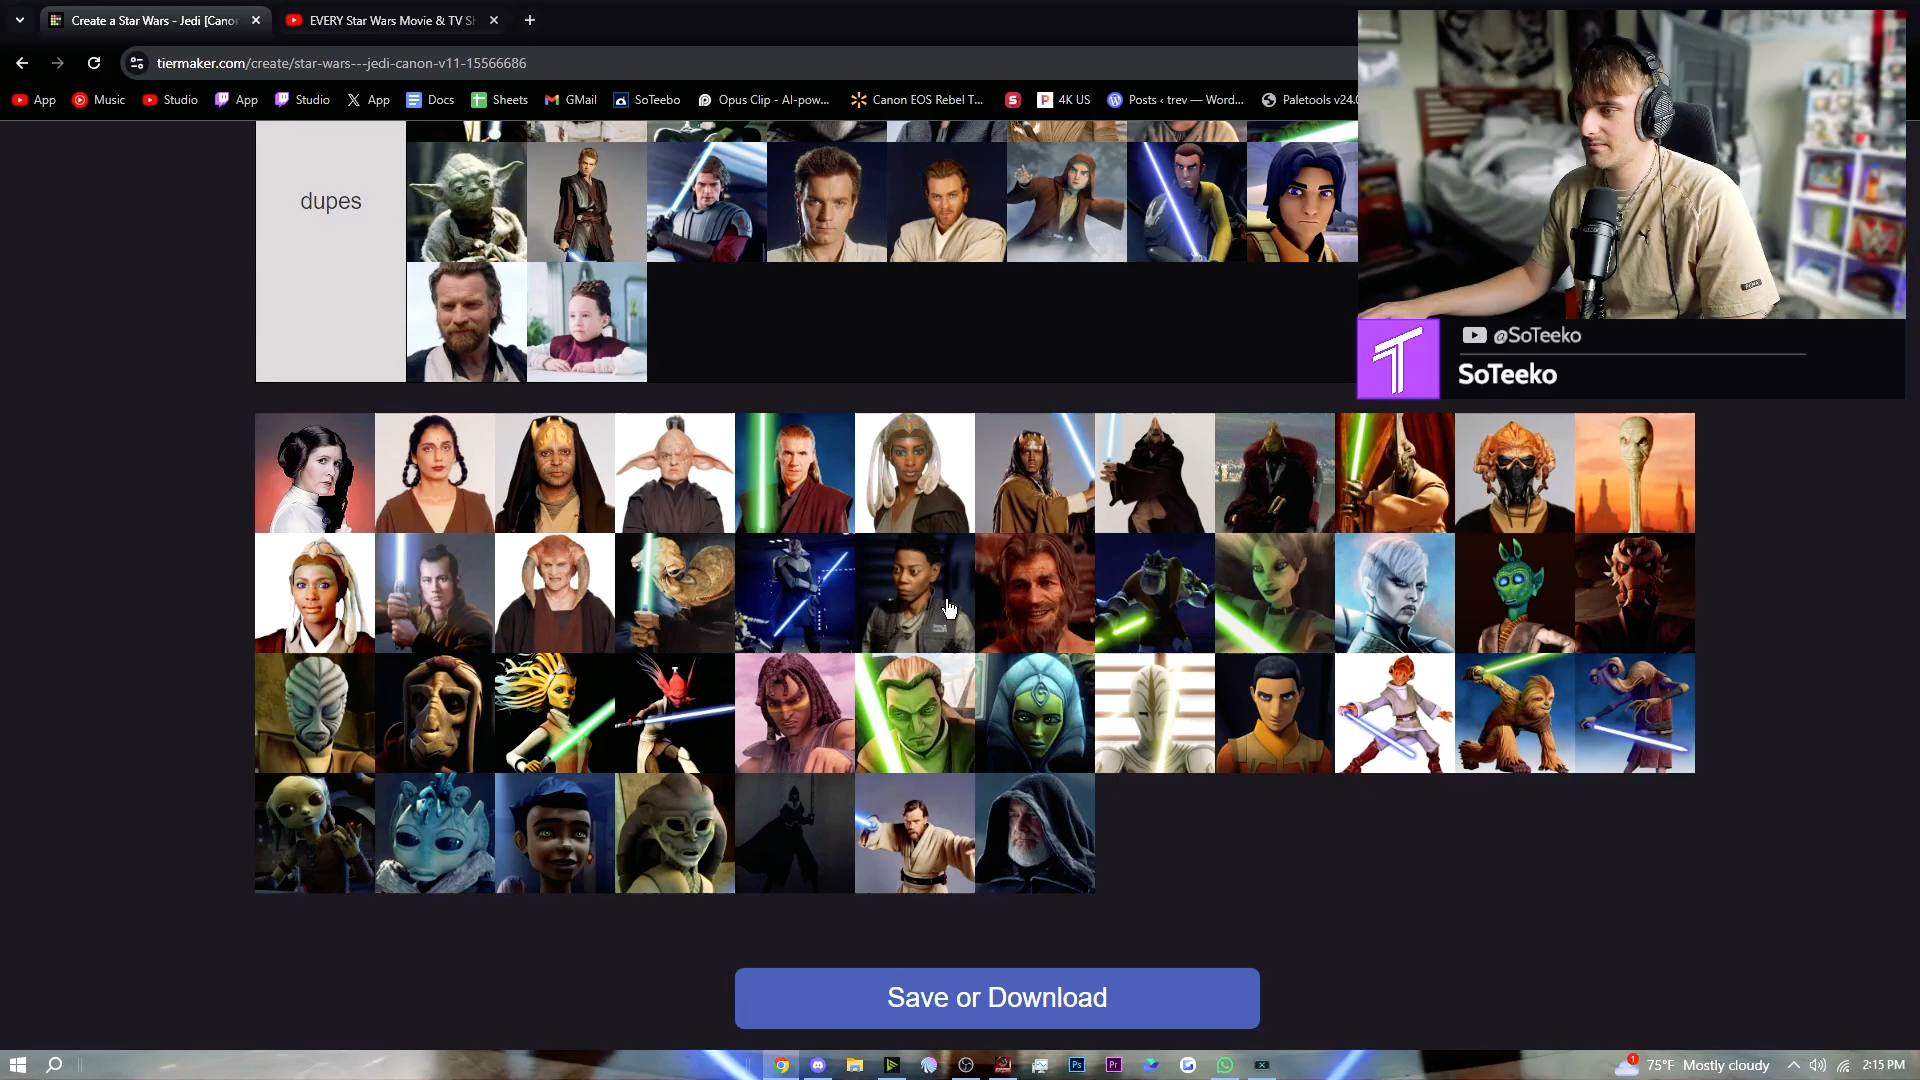 Create a Star Wars - Jedi [Canon
EVERY Star Wars Movie & TV S
tiermaker.com/create/star-wars---jedi-canon-v11-15566686
App
Music
Studio
App
Studio
App
Docs
Sheets
GMail
SoTeebo
Opus Clip - AI-pow...
Canon EOS Rebel T...
4K US
Posts ‹ trev — Word...
Paletools v24.0
dupes
@SoTeeko
SoTeeko
Save or Download
75°F Mostly cloudy
2:15 PM